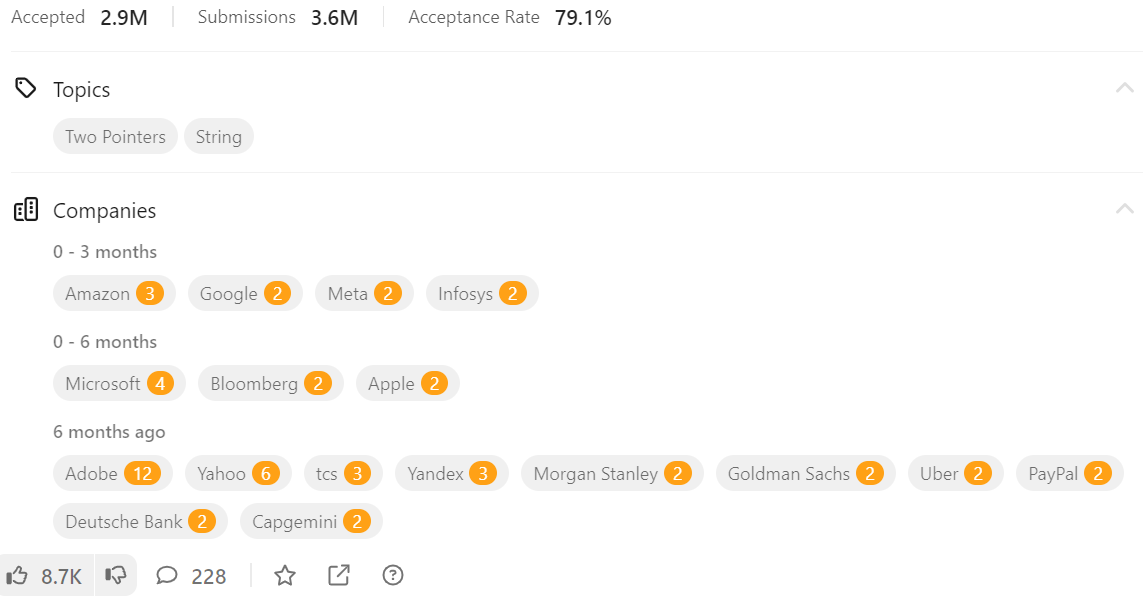 Accepted 2.9M Submissions 3.6M Acceptance Rate 79.1%
Topics
Two Pointers String
Companies
0 - 3 months
Amazon 3 Google 2 Meta 2 Infosys 2
0 - 6 months
Microsoft 4 Bloomberg 2 Apple 2
6 months ago
Adobe 12 Yahoo 6 tcs 3 Yandex 3 Morgan Stanley 2 Goldman Sachs 2 Uber 2 PayPal 2
Deutsche Bank 2 Capgemini 2
8.7K 228 ?